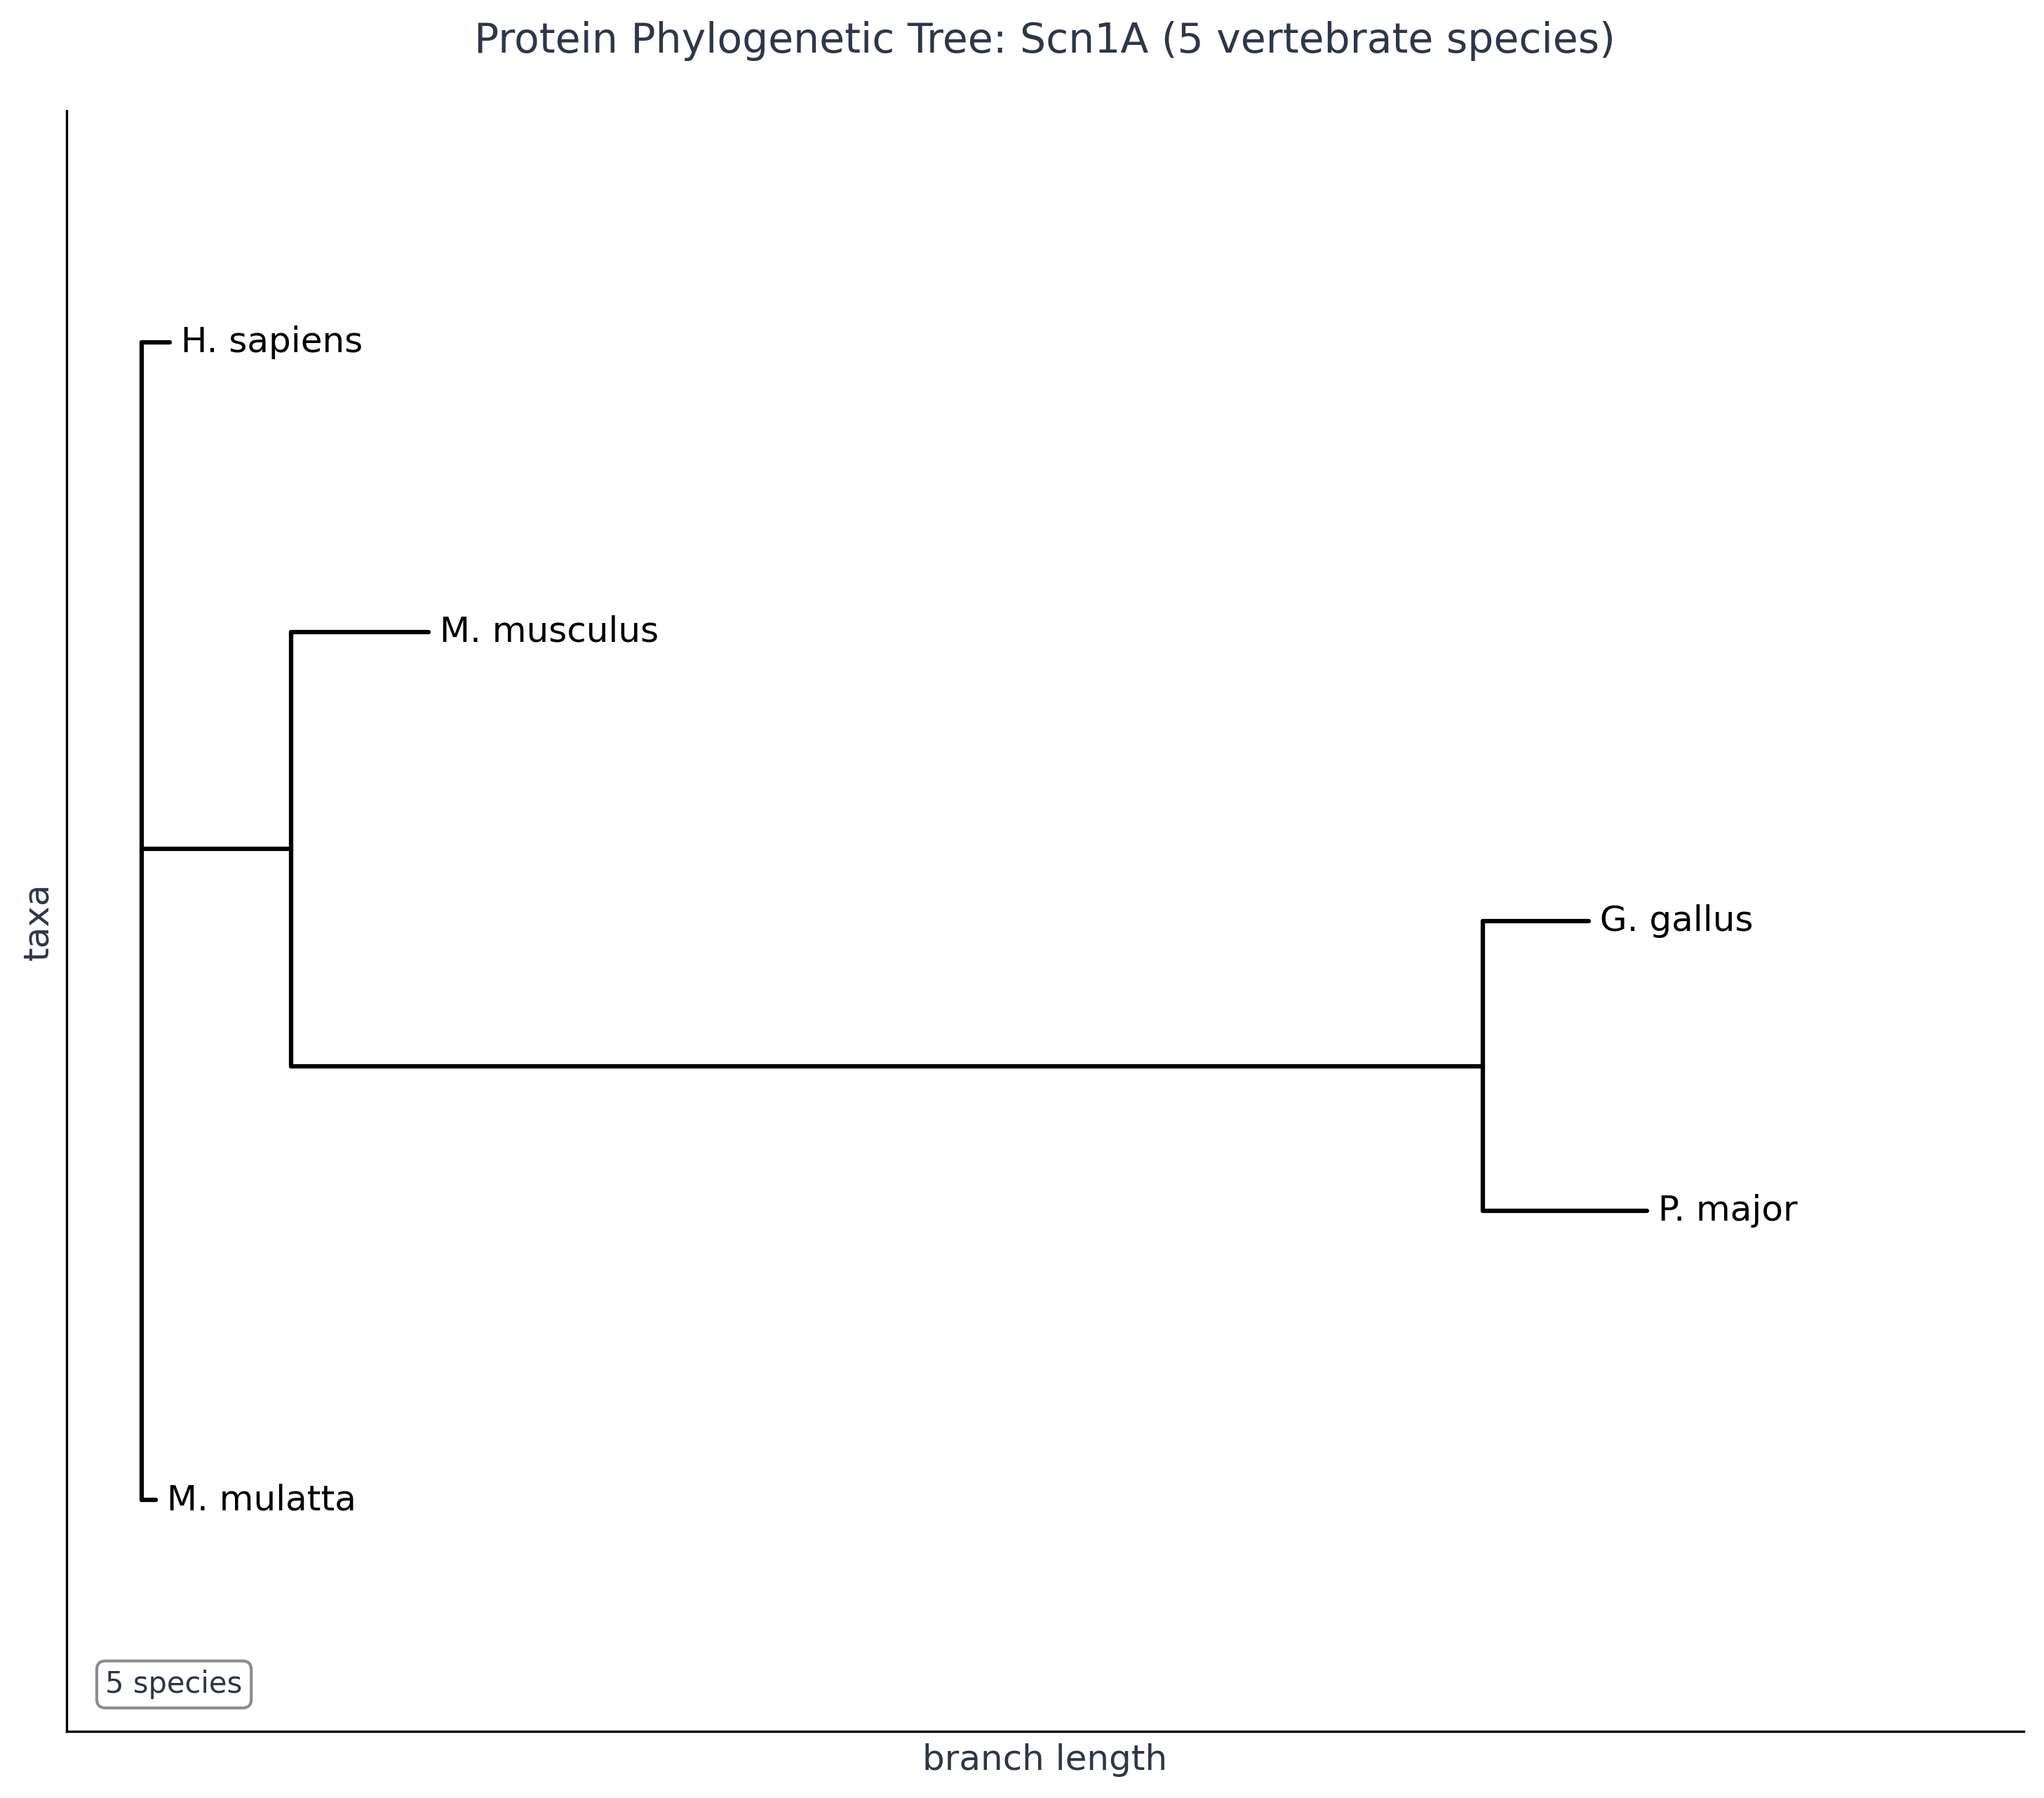 Protein Phylogenetic Tree: Scn1A (5 vertebrate species)
H. sapiens
M. musculus
G. gallus
taxa
P. major
M. mulatta
5 species
branch length